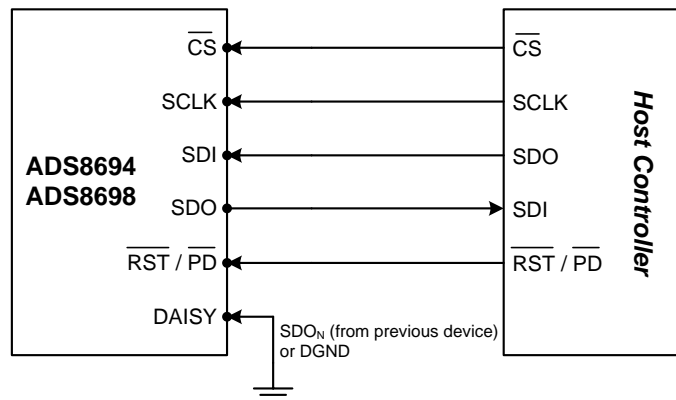 CS
SCLK
SDI
SDO
RST / PD
DAISY
ADS8694
ADS8698
CS
SCLK
SDO
SDI
RST / PD
Host Controller
SDON (from previous device)
or DGND